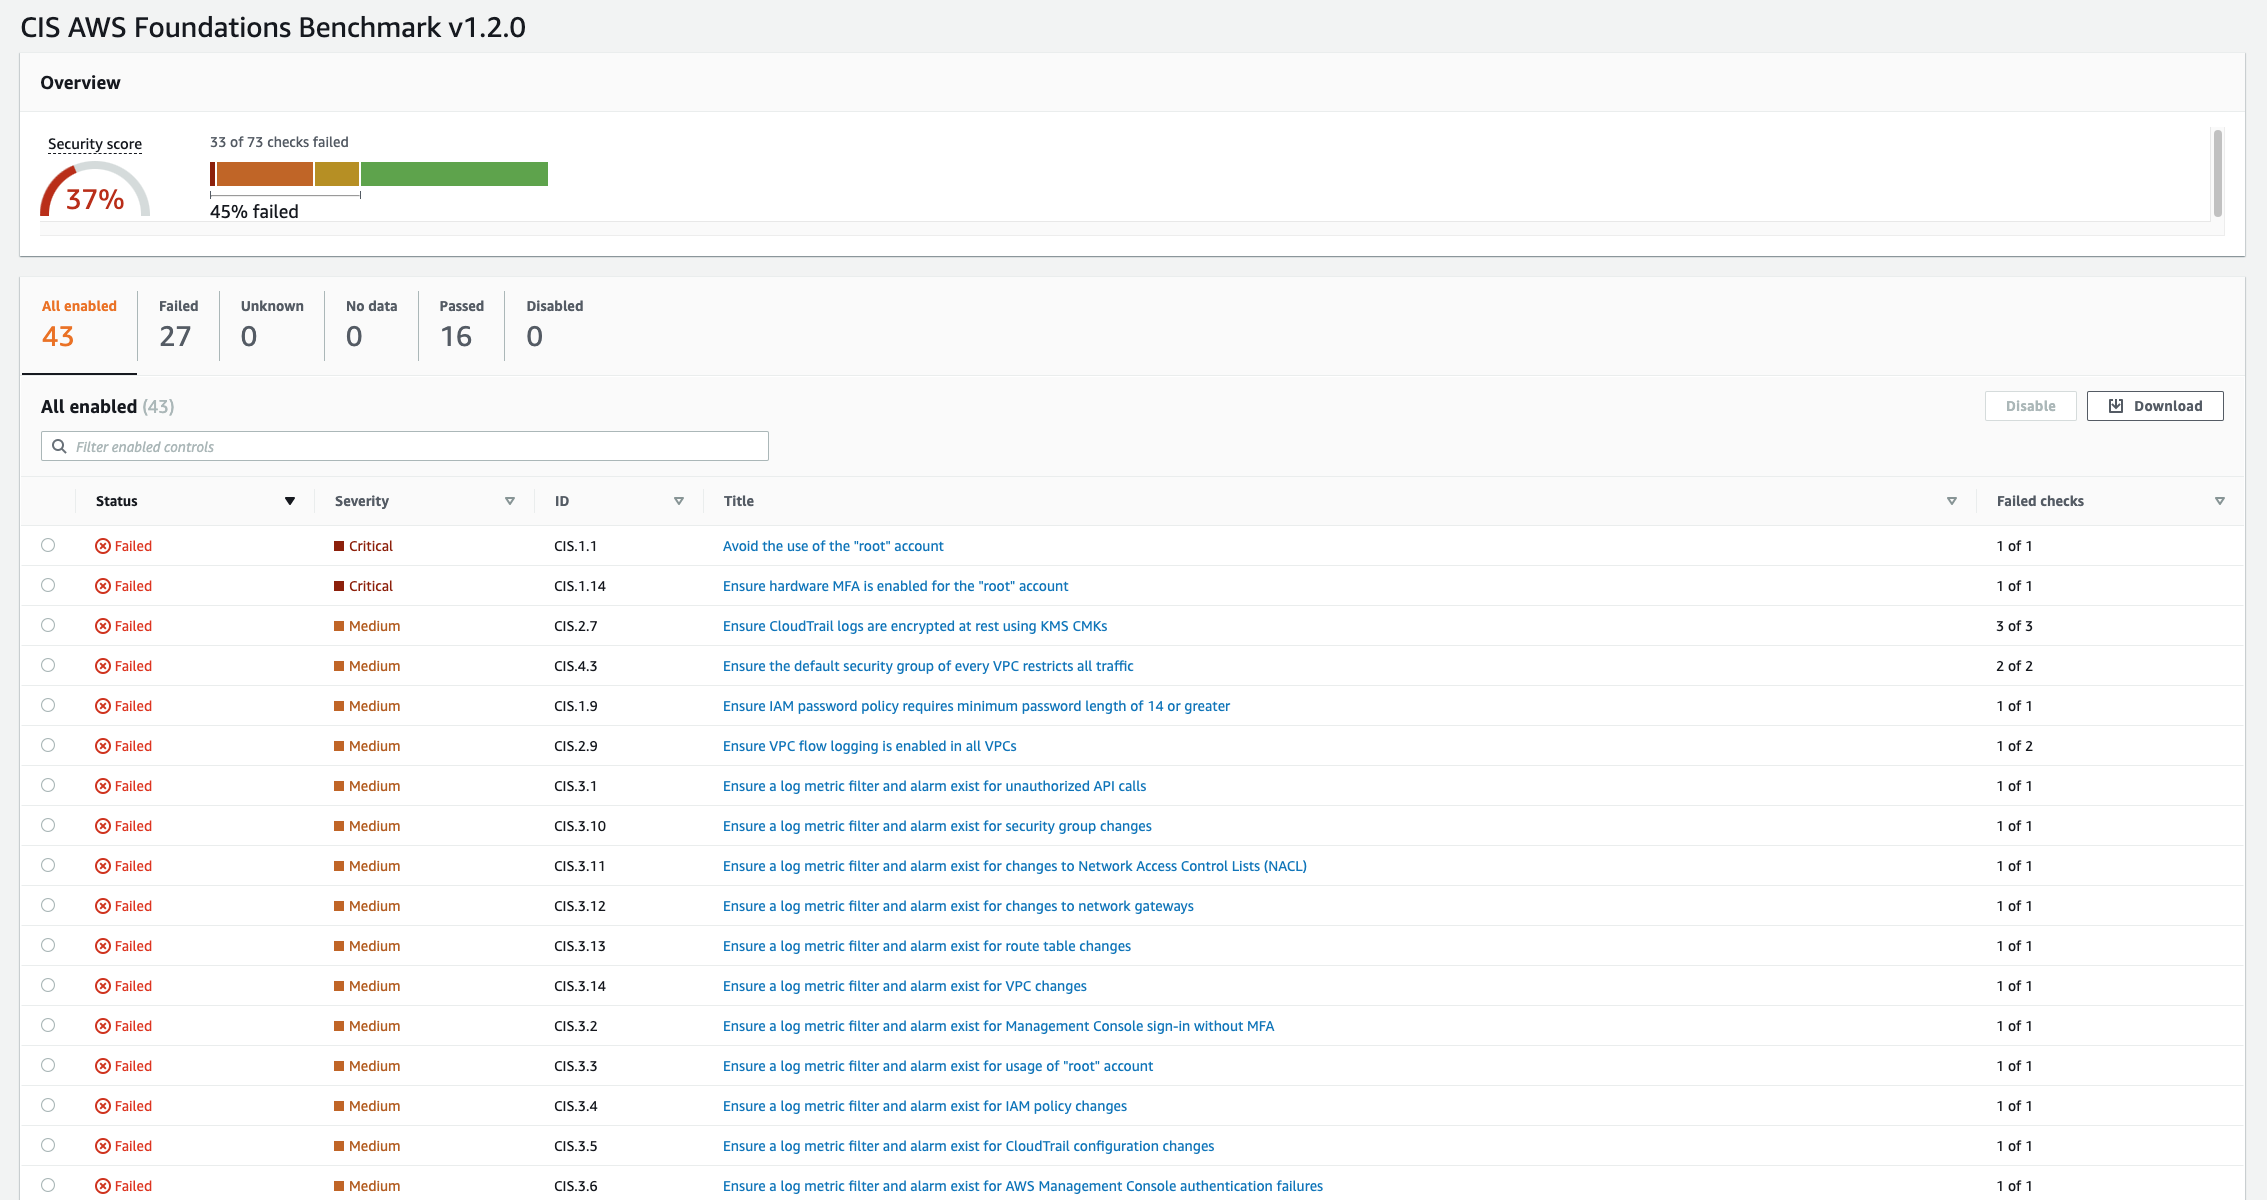 CIS AWS Foundations Benchmark v1.2.0
Overview
Security score
37%
33 of 73 checks failed
45% failed
All enabled Failed Unknown No data Passed Disabled
43 27 0 0 16 0
All enabled (43)
Disable Download
Filter enabled controls
Status Severity ID Title Failed checks
Failed Critical CIS.1.1 Avoid the use of the "root" account 1 of 1
Failed Critical CIS.1.14 Ensure hardware MFA is enabled for the "root" account 1 of 1
Failed Medium CIS.2.7 Ensure CloudTrail logs are encrypted at rest using KMS CMKs 3 of 3
Failed Medium CIS.4.3 Ensure the default security group of every VPC restricts all traffic 2 of 2
Failed Medium CIS.1.9 Ensure IAM password policy requires minimum password length of 14 or greater 1 of 1
Failed Medium CIS.2.9 Ensure VPC flow logging is enabled in all VPCs 1 of 2
Failed Medium CIS.3.1 Ensure a log metric filter and alarm exist for unauthorized API calls 1 of 1
Failed Medium CIS.3.10 Ensure a log metric filter and alarm exist for security group changes 1 of 1
Failed Medium CIS.3.11 Ensure a log metric filter and alarm exist for changes to Network Access Control Lists (NACL) 1 of 1
Failed Medium CIS.3.12 Ensure a log metric filter and alarm exist for changes to network gateways 1 of 1
Failed Medium CIS.3.13 Ensure a log metric filter and alarm exist for route table changes 1 of 1
Failed Medium CIS.3.14 Ensure a log metric filter and alarm exist for VPC changes 1 of 1
Failed Medium CIS.3.2 Ensure a log metric filter and alarm exist for Management Console sign-in without MFA 1 of 1
Failed Medium CIS.3.3 Ensure a log metric filter and alarm exist for usage of "root" account 1 of 1
Failed Medium CIS.3.4 Ensure a log metric filter and alarm exist for IAM policy changes 1 of 1
Failed Medium CIS.3.5 Ensure a log metric filter and alarm exist for CloudTrail configuration changes 1 of 1
Failed Medium CIS.3.6 Ensure a log metric filter and alarm exist for AWS Management Console authentication failures 1 of 1